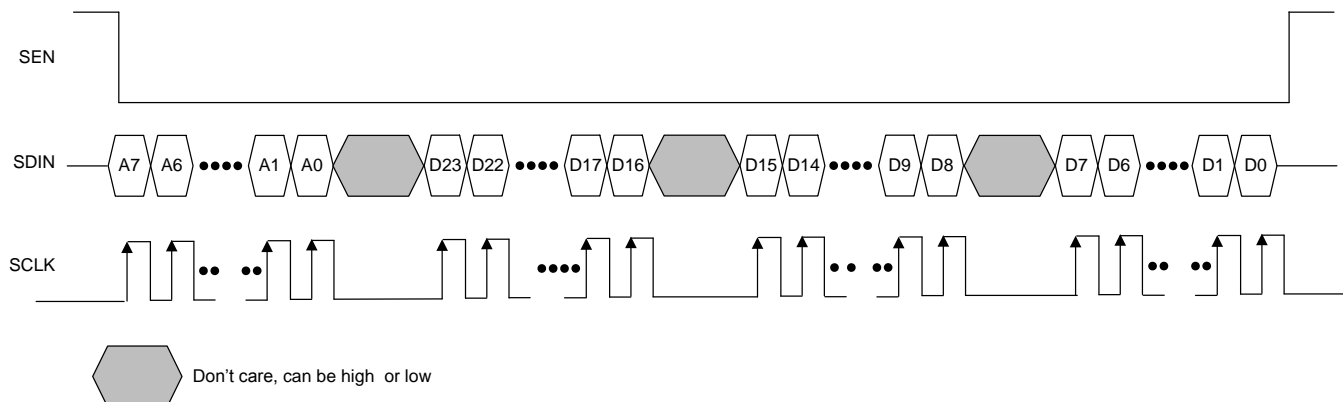 SEN
SDIN A7 A6 A1 A0 D23 D22 D17 D16 D15 D14 D9 D8 D7 D6 D1 D0
SCLK
Don't care, can be high or low